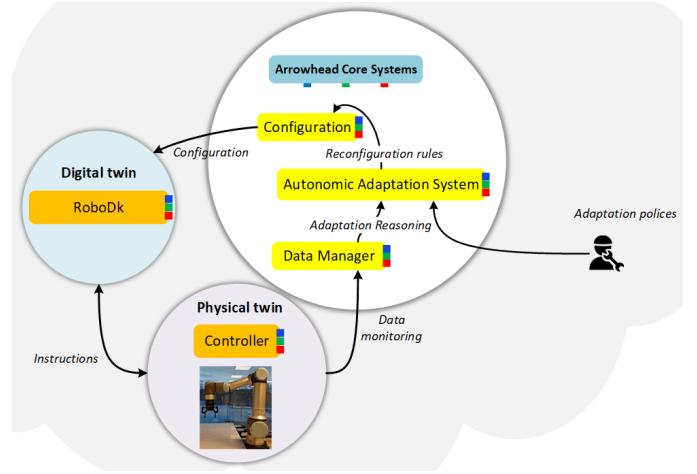 Arrowhead Core Systems
Configuration
Configuration
Reconfigration rules
Digital twin
Autonomic Adaptation System
RoboDk
Adaptation polices
Adaptation Reasoning
Data Manager
Physical twin
Data
monitoring
Controller
Instructions